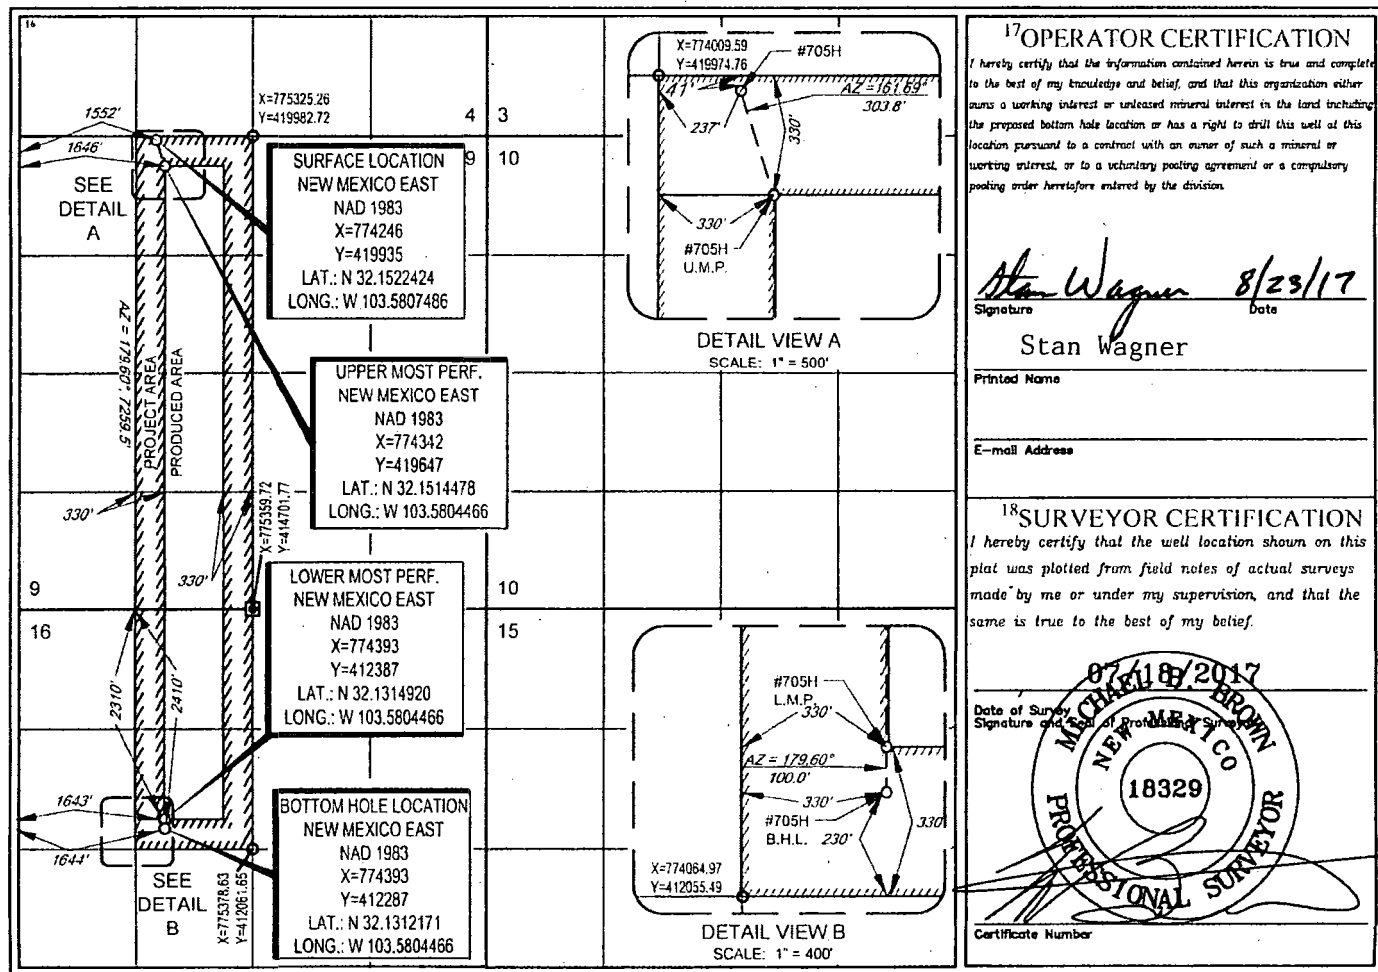 16
1552'
1646'
SEE
DETAIL
A
X=775325.26
Y=419982.72
4
3
9
10
SURFACE LOCATION
NEW MEXICO EAST
NAD 1983
X=774246
Y=419935
LAT.: N 32.1522424
LONG.: W 103.5807486
UPPER MOST PERF.
NEW MEXICO EAST
NAD 1983
X=774342
Y=419647
LAT.: N 32.1514478
LONG.: W 103.5804466
AZ = 179.60° 7259.5'
PROJECT AREA
PRODUCED AREA
330'
330'
X=775359.72
Y=414701.77
9
16
10
15
LOWER MOST PERF.
NEW MEXICO EAST
NAD 1983
X=774393
Y=412387
LAT.: N 32.1314920
LONG.: W 103.5804466
2310'
2410'
1643'
1644'
SEE
DETAIL
B
X=775378.63
Y=412061.65
BOTTOM HOLE LOCATION
NEW MEXICO EAST
NAD 1983
X=774393
Y=412287
LAT.: N 32.1312171
LONG.: W 103.5804466
X=774009.59
Y=419974.76
#705H
41'
AZ = 161.69°
303.8'
237'
330'
330'
#705H
U.M.P.
DETAIL VIEW A
SCALE: 1" = 500'
#705H
L.M.P.
330'
AZ = 179.60°
100.0'
330'
#705H
B.H.L.
230'
330'
X=774064.97
Y=412055.49
DETAIL VIEW B
SCALE: 1" = 400'
17 OPERATOR CERTIFICATION
I hereby certify that the information contained herein is true and complete
to the best of my knowledge and belief, and that this organization either
owns a working interest or unleased mineral interest in the land including
the proposed bottom hole location or has a right to drill this well at this
location pursuant to a contract with an owner of such a mineral or
working interest, or to a voluntary pooling agreement or a compulsory
pooling order heretofore entered by the division.
Stan Wagner 8/23/17
Signature Date
Stan Wagner
Printed Name
E-mail Address
18 SURVEYOR CERTIFICATION
I hereby certify that the well location shown on this
plat was plotted from field notes of actual surveys
made by me or under my supervision, and that the
same is true to the best of my belief.
07/18/2017
Date of Survey
Signature and Seal of Professional Surveyor
MICHAEL B. BROWN
NEW MEXICO
18329
PROFESSIONAL SURVEYOR
Certificate Number